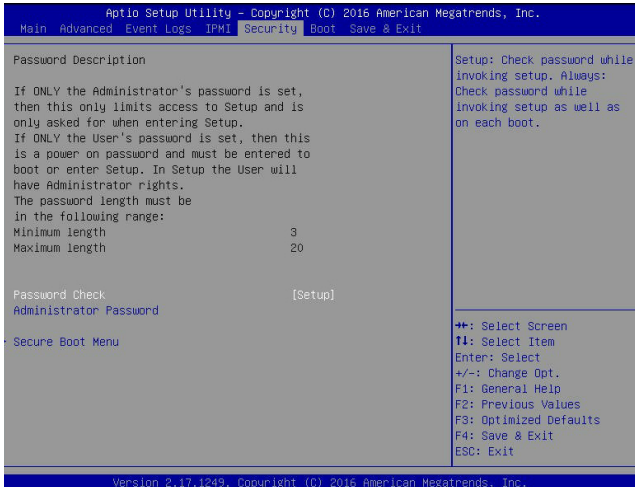 Aptio Setup Utility – Copyright (C) 2016 American Megatrends, Inc.
Main Advanced Event Logs IPMI Security Boot Save & Exit
Password Description
If ONLY the Administrator's password is set,
then this only limits access to Setup and is
only asked for when entering Setup.
If ONLY the User's password is set, then this
is a power on password and must be entered to
boot or enter Setup. In Setup the User will
have Administrator rights.
The password length must be
in the following range:
Minimum length 3
Maximum length 20
Password Check [Setup]
Administrator Password
Secure Boot Menu
Setup: Check password while
invoking setup. Always:
Check password while
invoking setup as well as
on each boot.
→←: Select Screen
↑↓: Select Item
Enter: Select
+/-: Change Opt.
F1: General Help
F2: Previous Values
F3: Optimized Defaults
F4: Save & Exit
ESC: Exit
Version 2.17.1249. Copyright (C) 2016 American Megatrends, Inc.